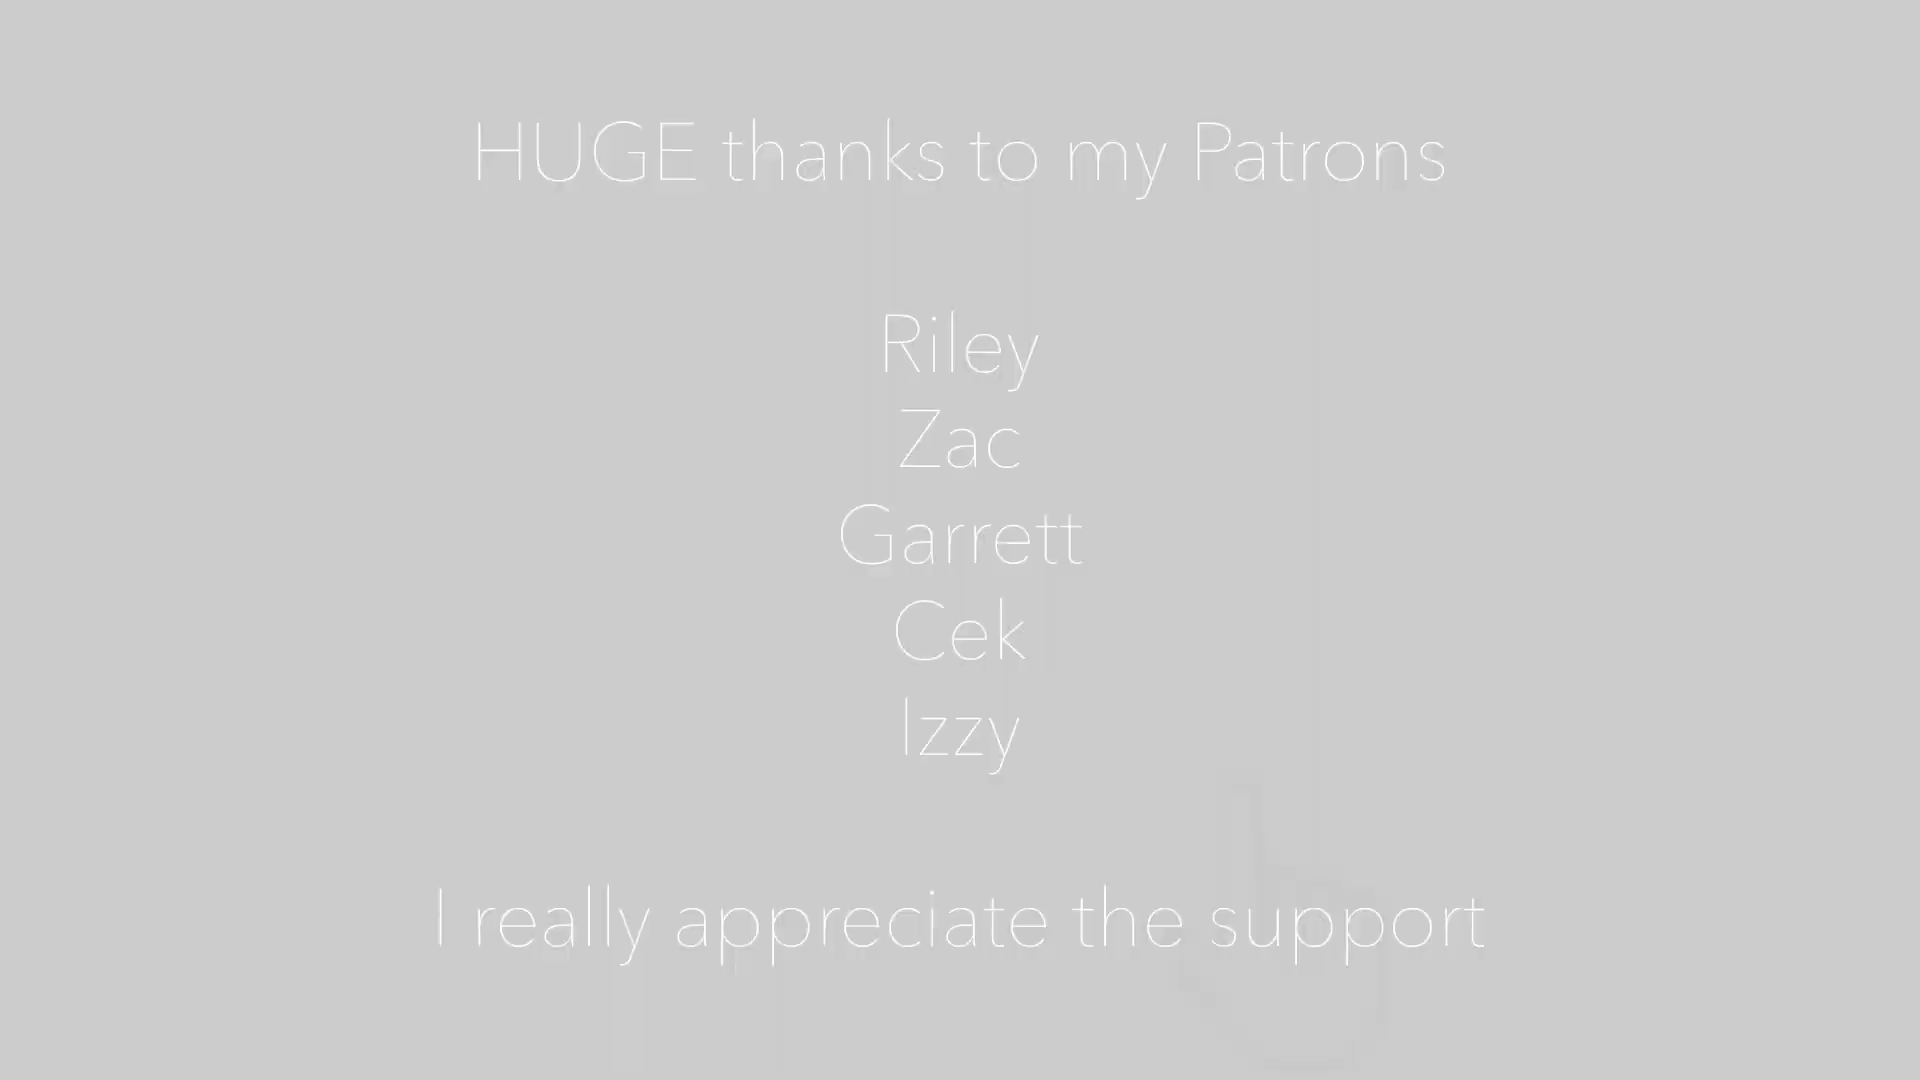 HUGE thanks to my Patrons
Riley
Zac
Garrett
Cek
Izzy
I really appreciate the support